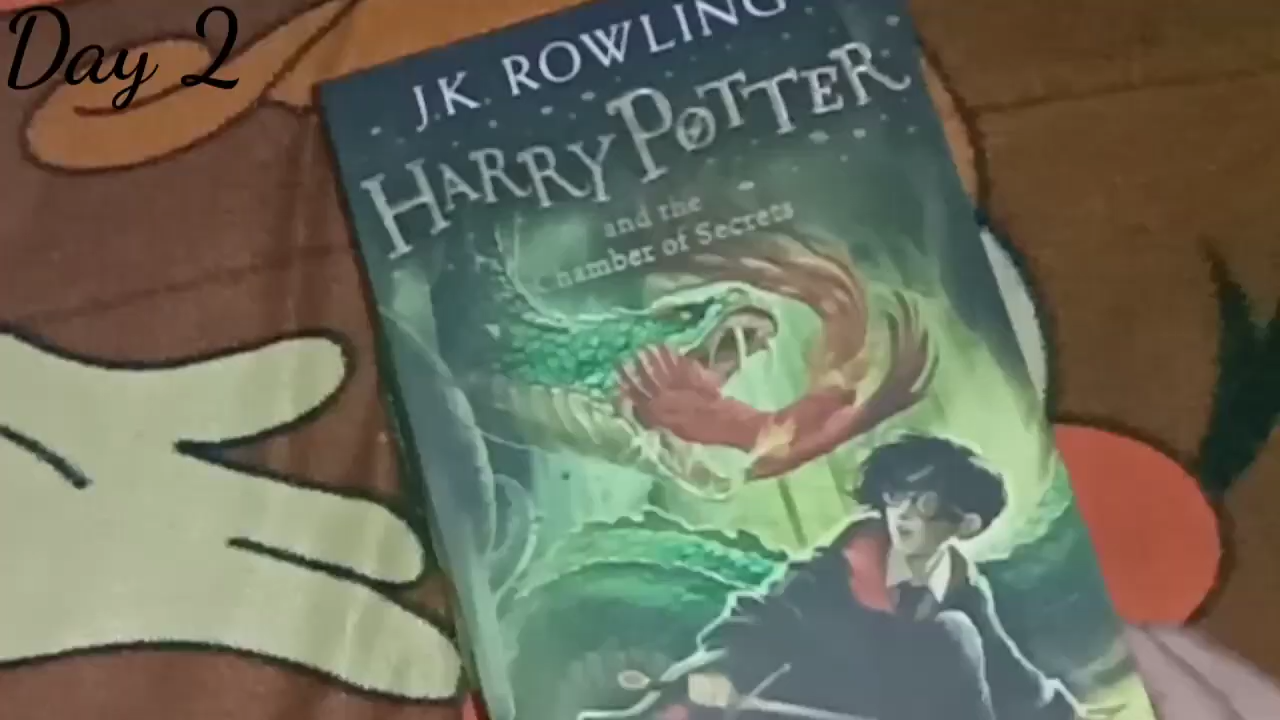 Day 2
J.K. ROWLING
HARRY POTTER
and the
Chamber of Secrets